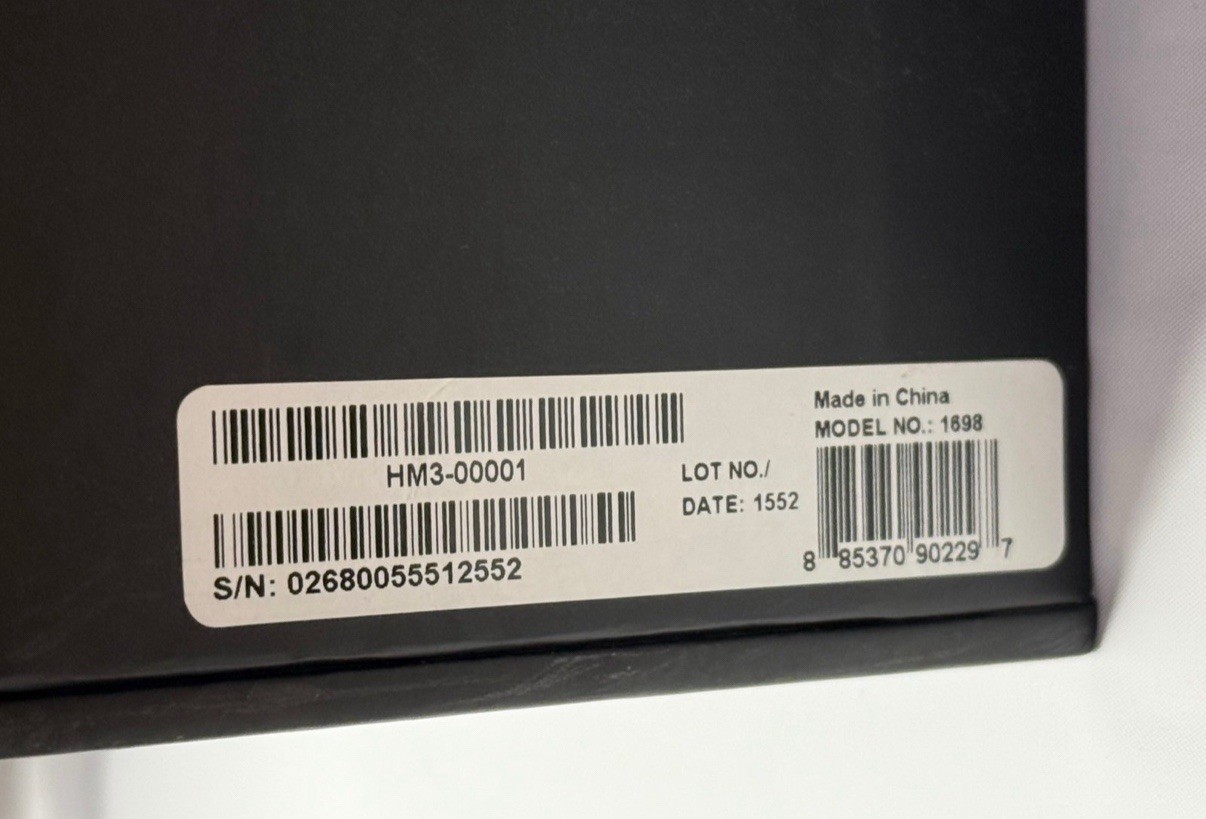 HM3-00001
S/N: 02680055512552
LOT NO./
DATE: 1552
Made in China
MODEL NO.: 1698
8 85370 90229 7